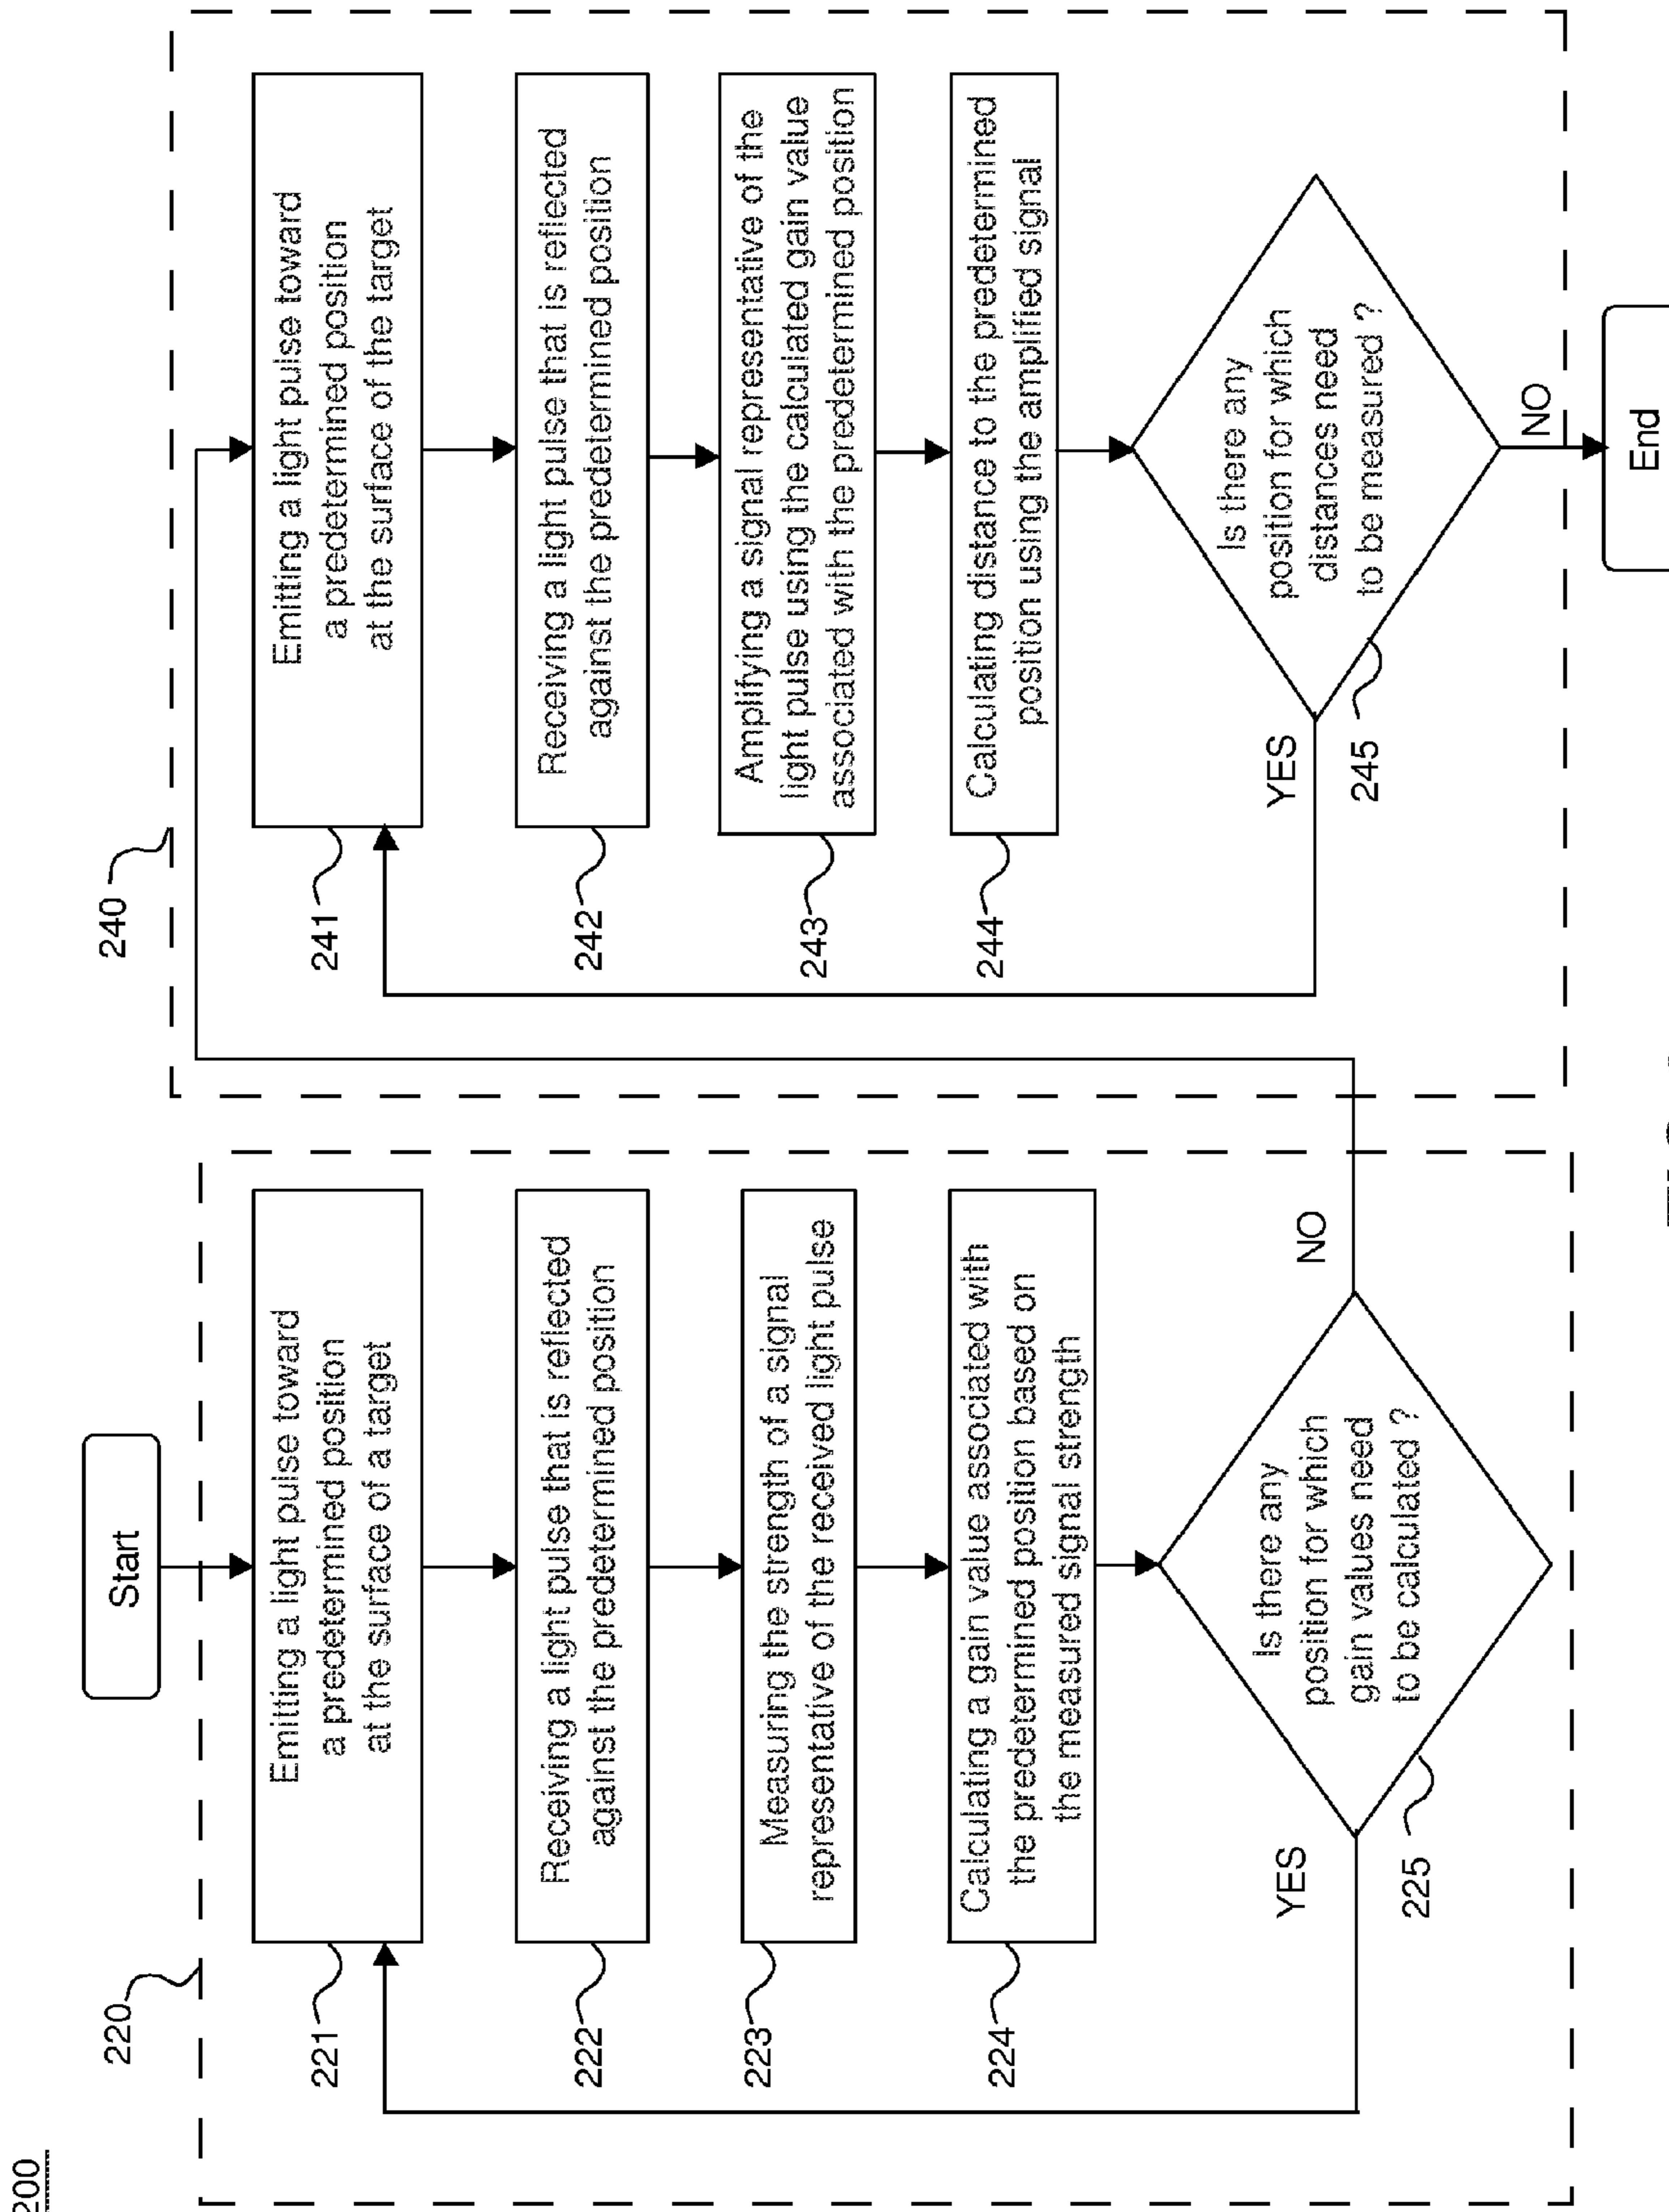 200
Start
220
221
Emitting a light pulse toward
a predetermined position
at the surface of a target
222
Receiving a light pulse that is reflected
against the predetermined position
223
Measuring the strength of a signal
representative of the received light pulse
224
Calculating a gain value associated with
the predetermined position based on
the measured signal strength
225
Is there any
position for which
gain values need
to be calculated ?
YES
NO
240
241
Emitting a light pulse toward
a predetermined position
at the surface of the target
242
Receiving a light pulse that is reflected
against the predetermined position
243
Amplifying a signal representative of the
light pulse using the calculated gain value
associated with the predetermined position
244
Calculating distance to the predetermined
position using the amplified signal
245
Is there any
position for which
distances need
to be measured ?
YES
NO
End